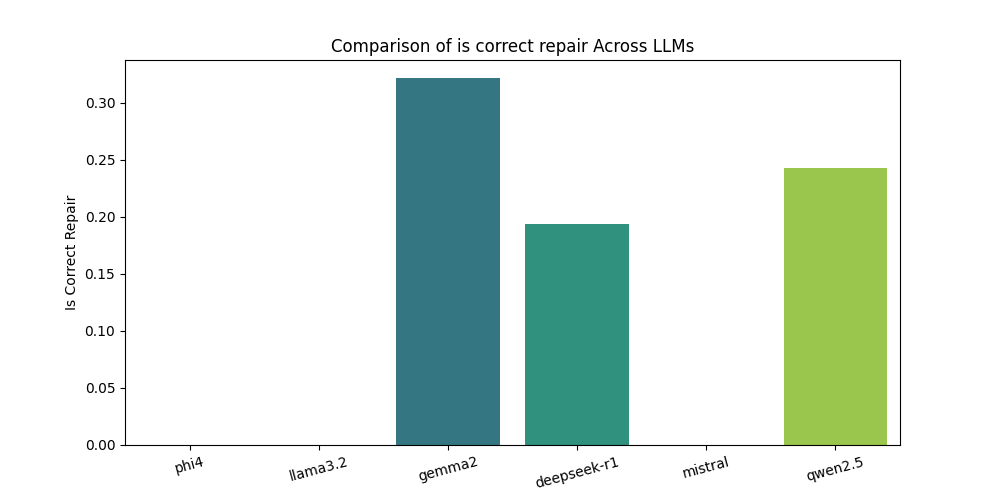 Comparison of is correct repair Across LLMs
Is Correct Repair
0.30
0.25
0.20
0.15
0.10
0.05
0.00
phi4
llama3.2
gemma2
deepseek-r1
mistral
qwen2.5